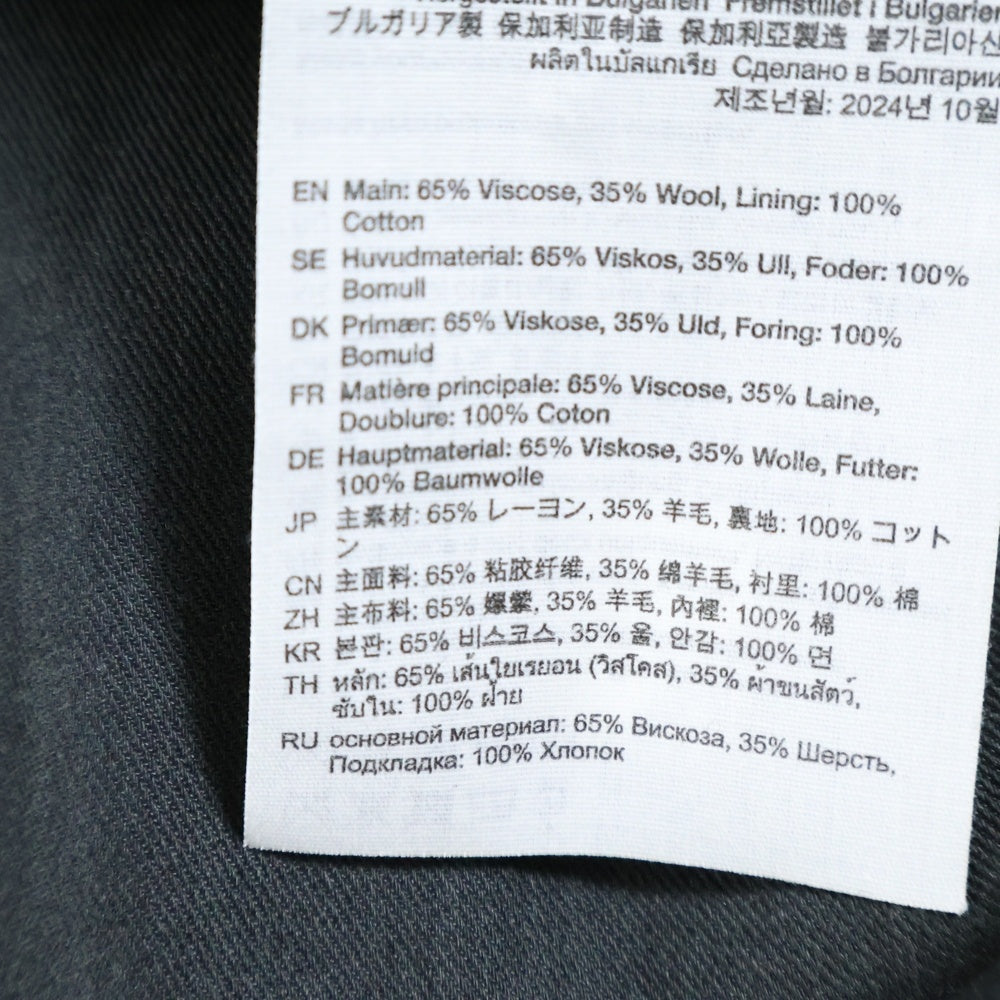 Hergestellt in Bulgarien Fremstillet i Bulgarien
ブルガリア製 保加利亚制造 保加利亞製造 불가리아산
ผลิตในบัลแกเรีย Сделано в Болгарии
제조년월: 2024년 10월
EN Main: 65% Viscose, 35% Wool, Lining: 100%
Cotton
SE Huvudmaterial: 65% Viskos, 35% Ull, Foder: 100%
Bomull
DK Primær: 65% Viskose, 35% Uld, Foring: 100%
Bomuld
FR Matière principale: 65% Viscose, 35% Laine,
Doublure: 100% Coton
DE Hauptmaterial: 65% Viskose, 35% Wolle, Futter:
100% Baumwolle
JP 主素材: 65% レーヨン, 35% 羊毛, 裏地: 100% コット
ン
CN 主面料: 65% 粘胶纤维, 35% 绵羊毛, 衬里: 100% 棉
ZH 主布料: 65% 嫘縈, 35% 羊毛, 內裡: 100% 棉
KR 본판: 65% 비스코스, 35% 울, 안감: 100% 면
TH หลัก: 65% เส้นใยเรยอน (วิสโคส), 35% ผ้าขนสัตว์,
ซับใน: 100% ฝ้าย
RU основной материал: 65% Вискоза, 35% Шерсть,
Подкладка: 100% Хлопок